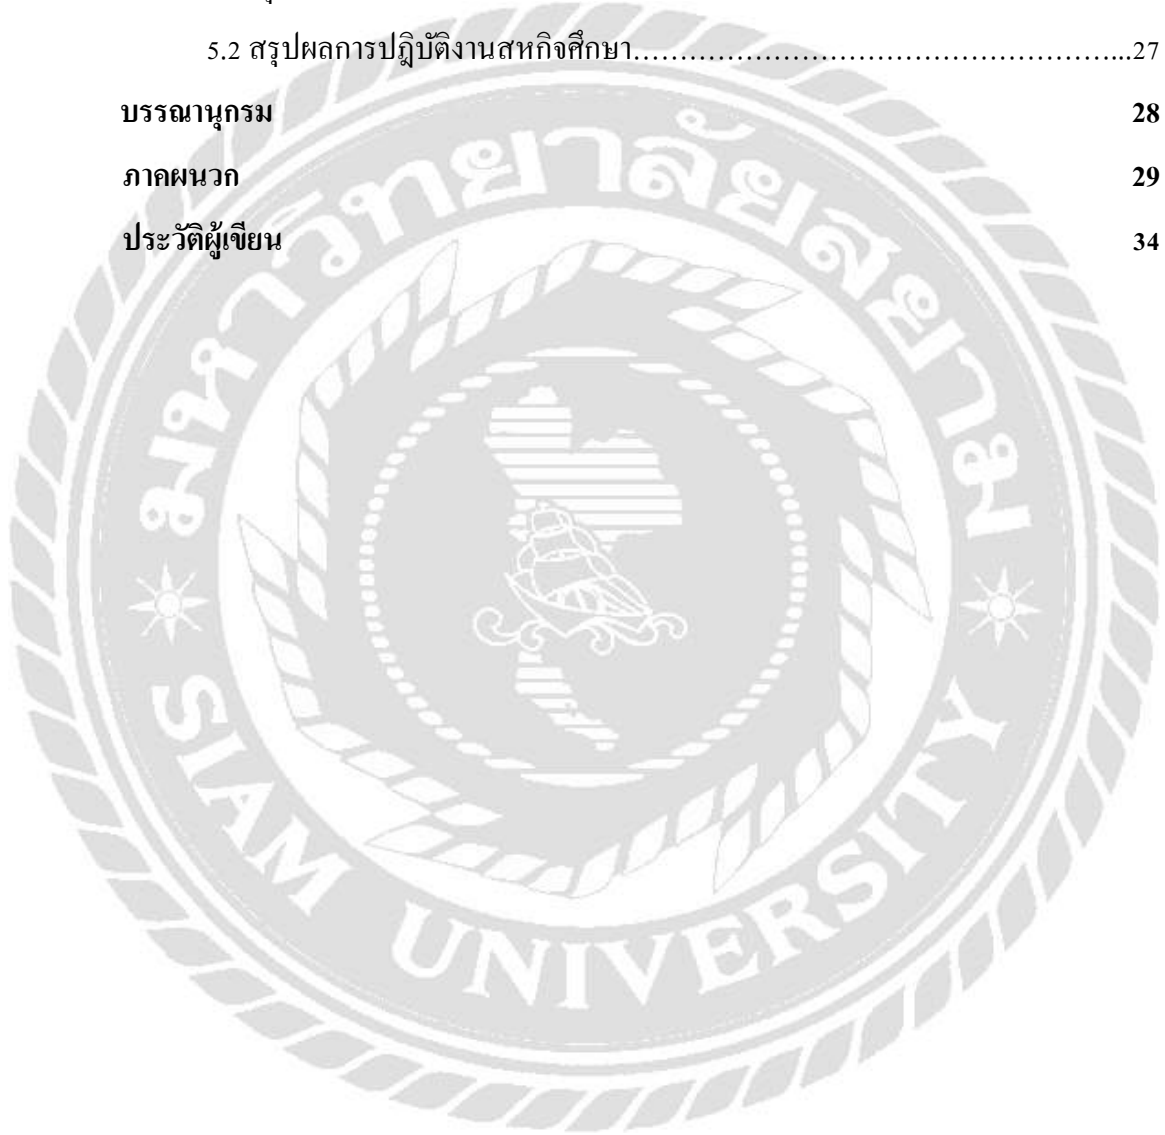 5.2 สรุปผลการปฎิบัติงานสหกิจศึกษา……………………………………………...27
บรรณานุกรม 28
ภาคผนวก 29
ประวัติผู้เขียน 34
มหาวิทยาลัยสยาม
SIAM UNIVERSITY